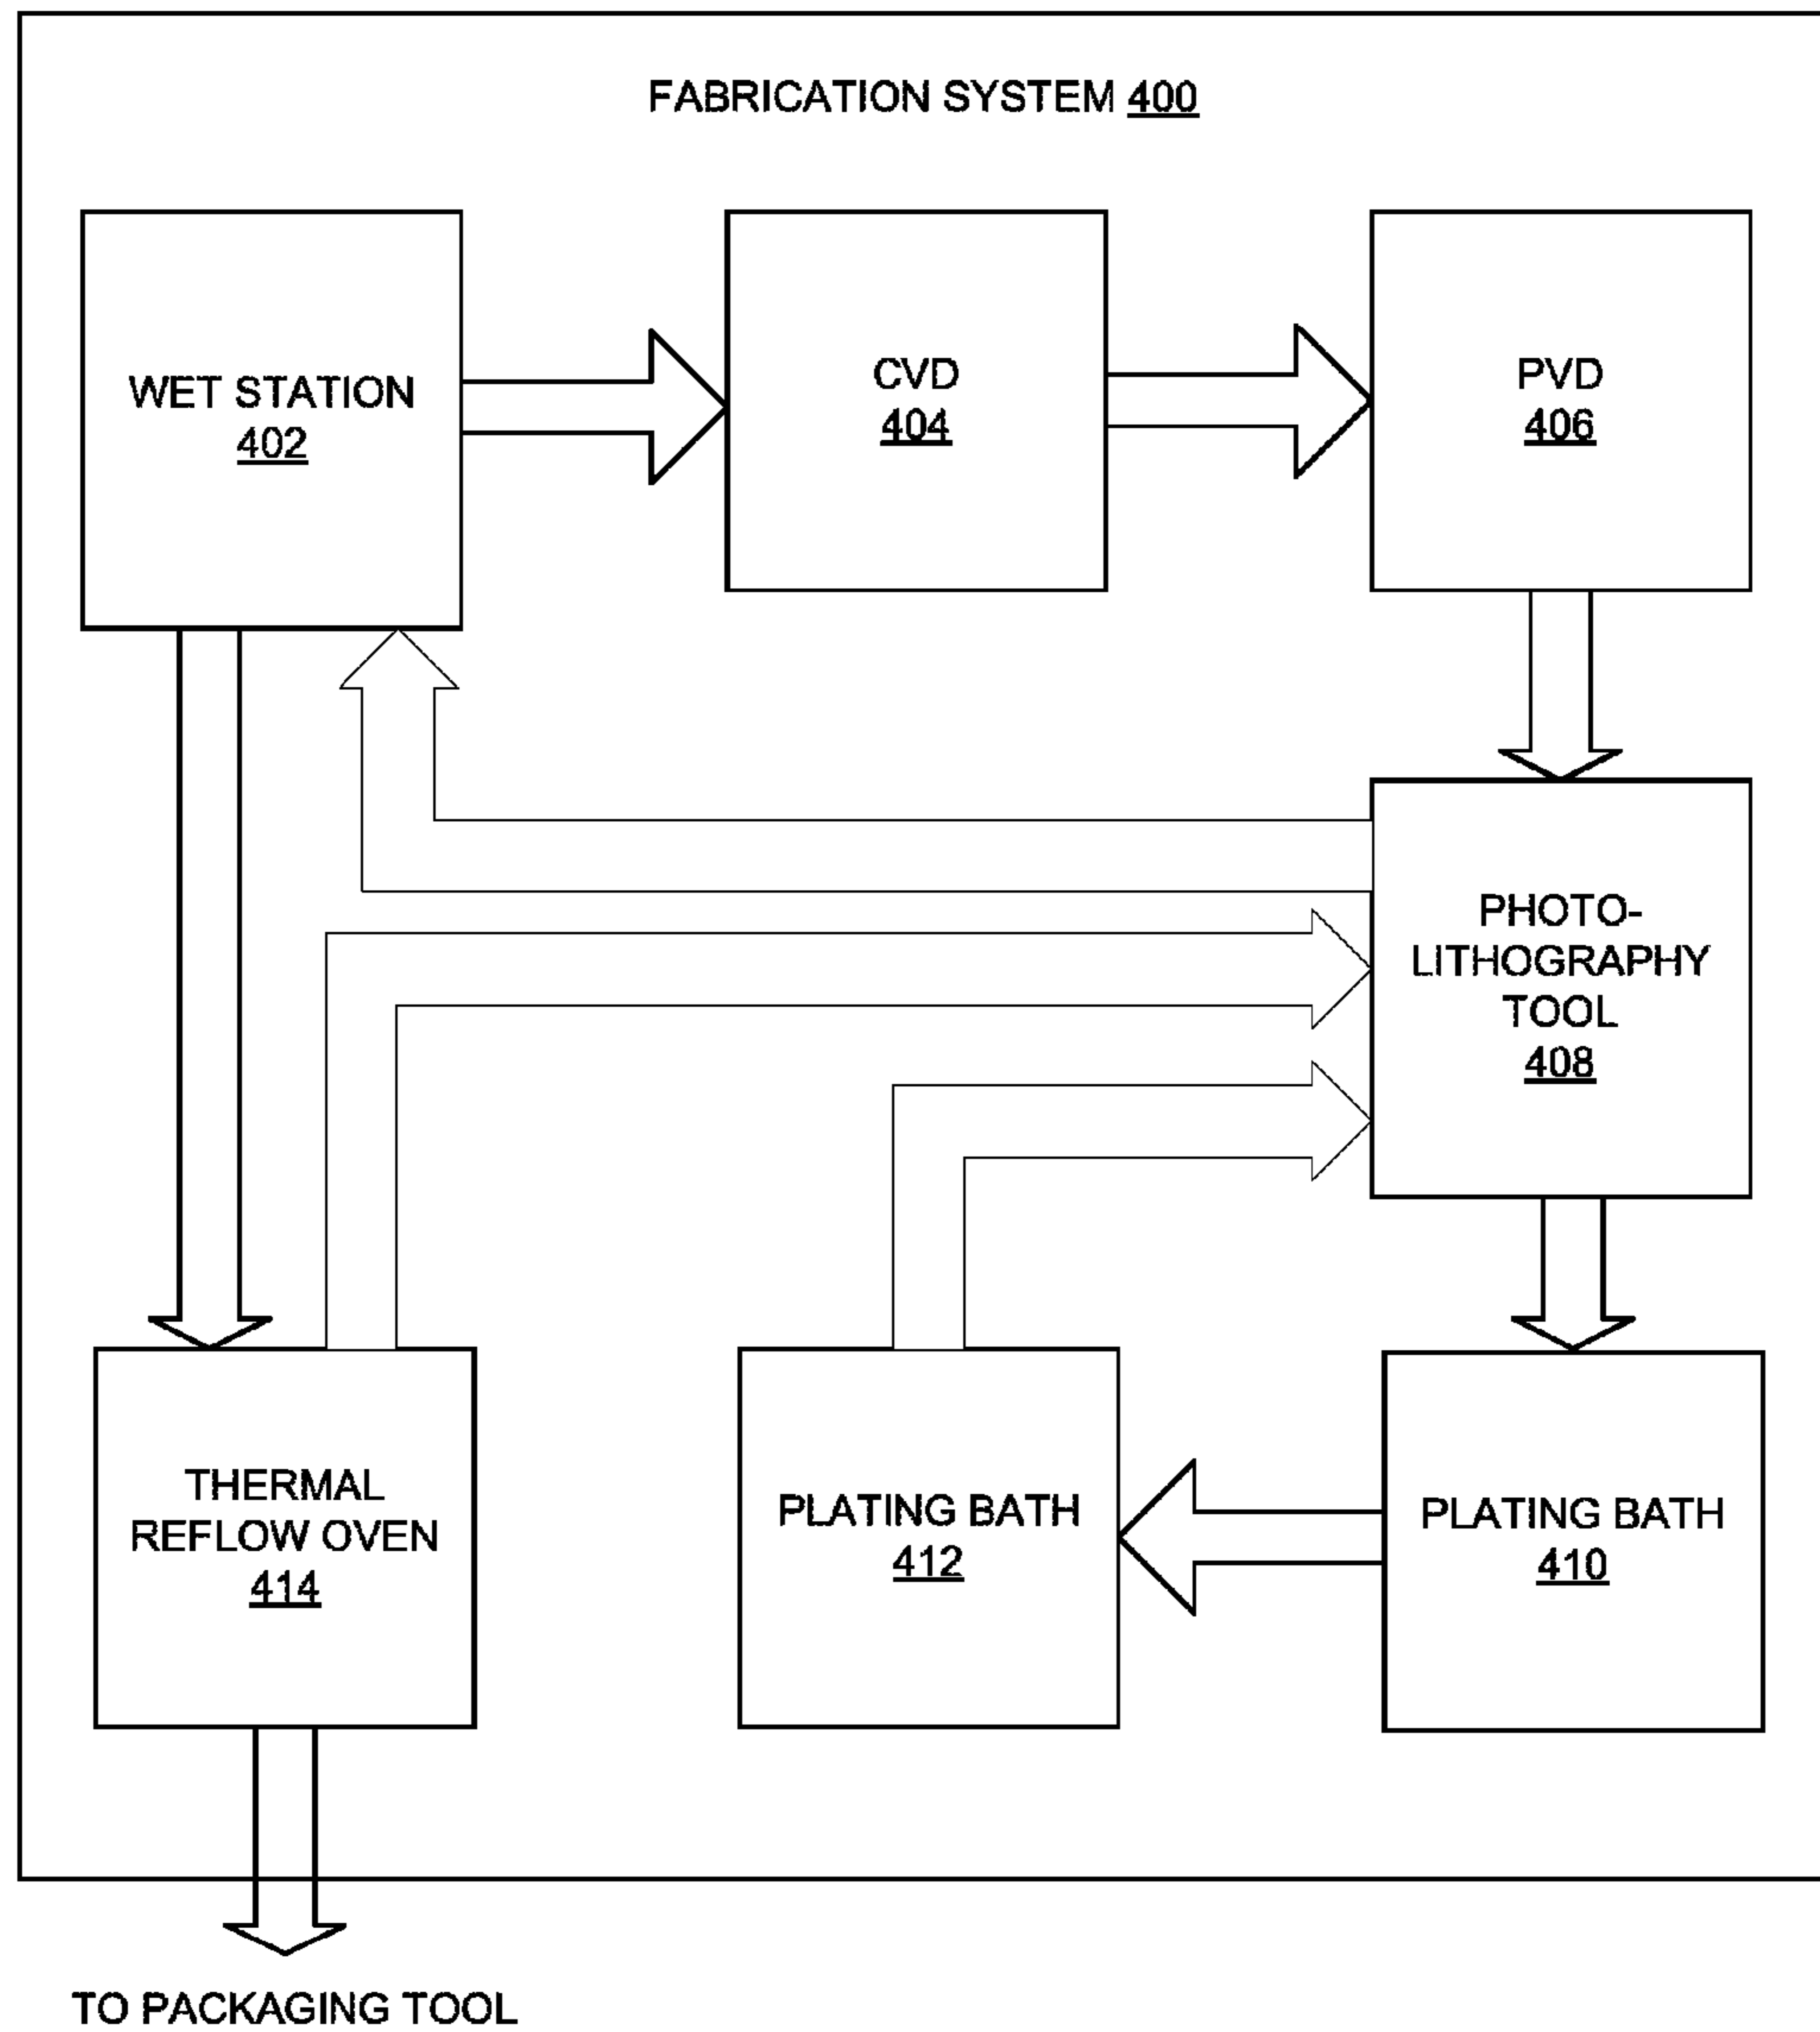 FABRICATION SYSTEM 400
WET STATION
402
CVD
404
PVD
406
PHOTO-
LITHOGRAPHY
TOOL
408
THERMAL
REFLOW OVEN
414
PLATING BATH
412
PLATING BATH
410
TO PACKAGING TOOL